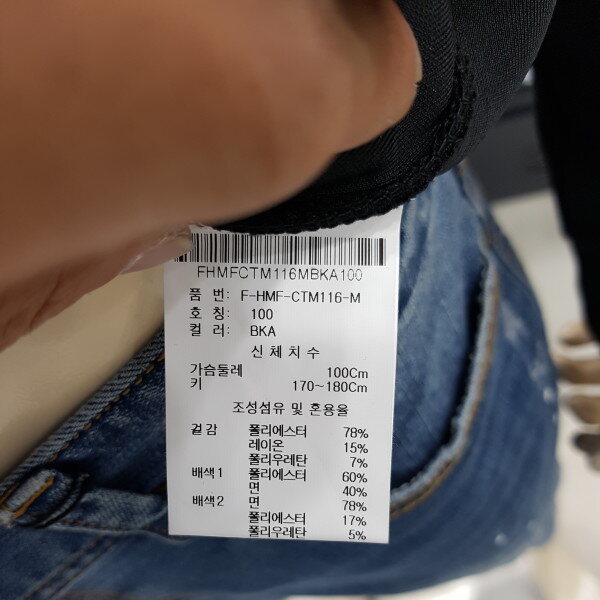 FHMFCTM116MBKA100
품 번: F-HMF-CTM116-M
호 칭: 100
컬 러: BKA
신체치수
가슴둘레 100Cm
키 170~180Cm
조성섬유 및 혼용율
겉감 폴리에스터 78%
레이온 15%
폴리우레탄 7%
배색1 폴리에스터 60%
면 40%
배색2 면 78%
폴리에스터 17%
폴리우레탄 5%